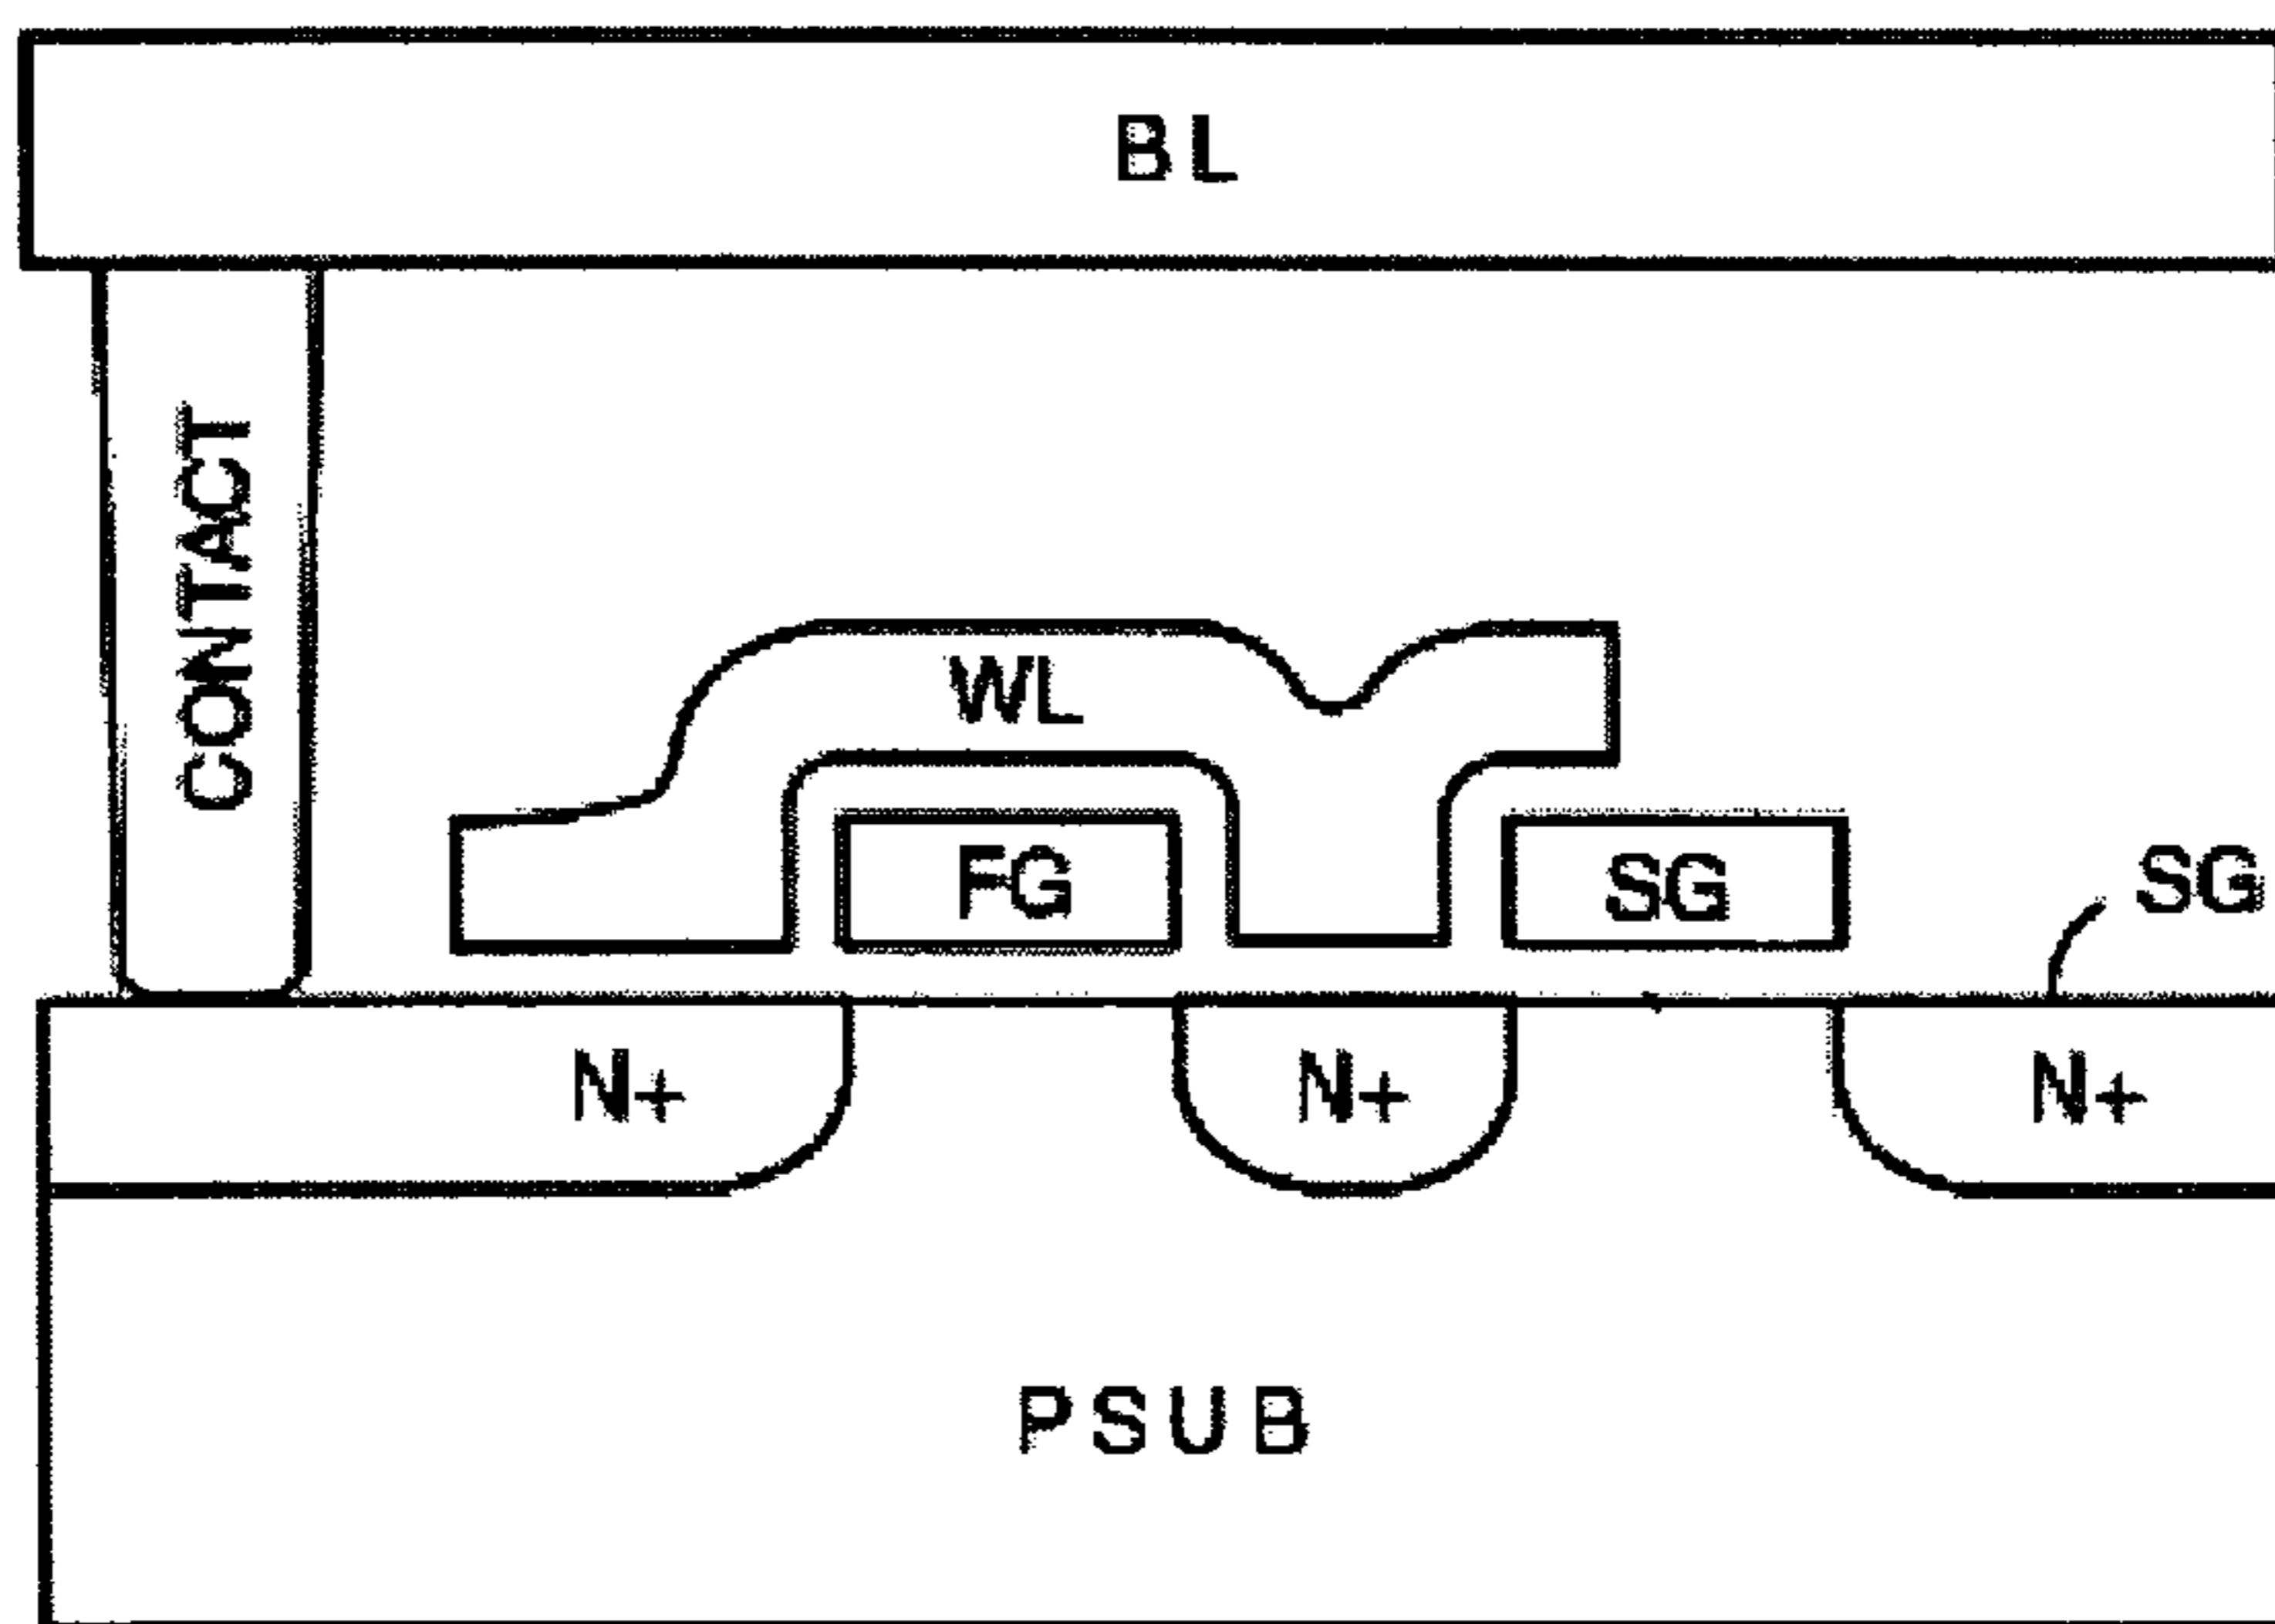 BL
CONTACT
WL
FG
SG
SG
N+
N+
N+
PSUB